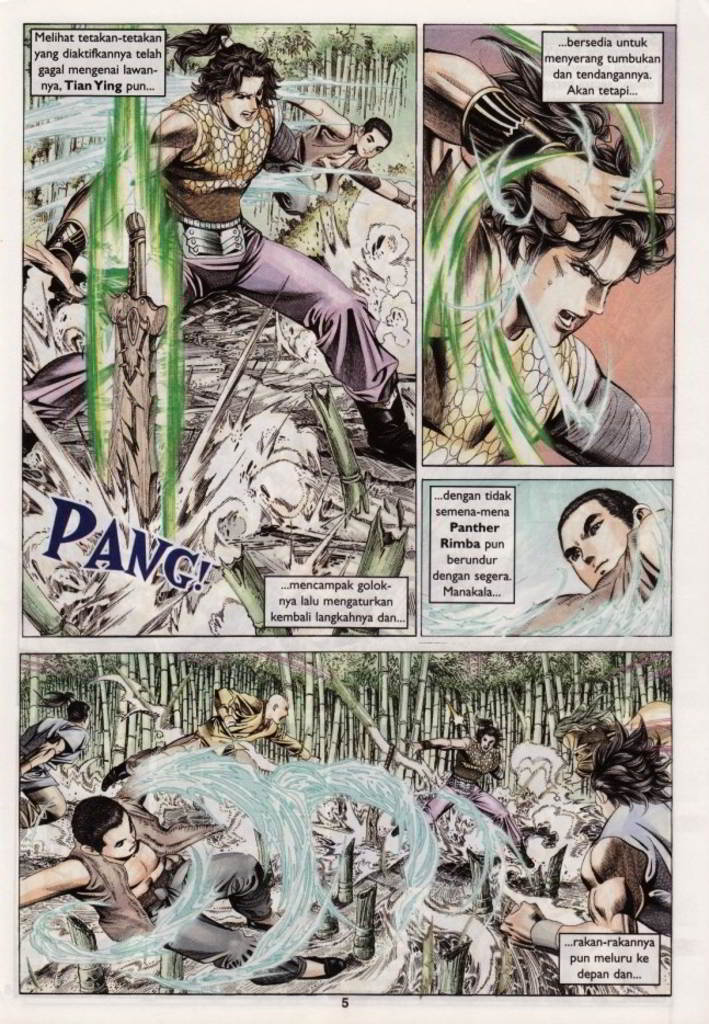 Melihat tetakan-tetakan
yang diaktifkannya telah
gagal mengenai lawan-
nya, Tian Ying pun...
...bersedia untuk
menyerang tumbukan
dan tendangannya.
Akan tetapi...
PANG!
...mencampak golok-
nya lalu mengaturkan
kembali langkahnya dan...
...dengan tidak
semena-mena
Panther
Rimba pun
berundur
dengan segera.
Manakala...
...rakan-rakannya
pun meluru ke
depan dan...
5